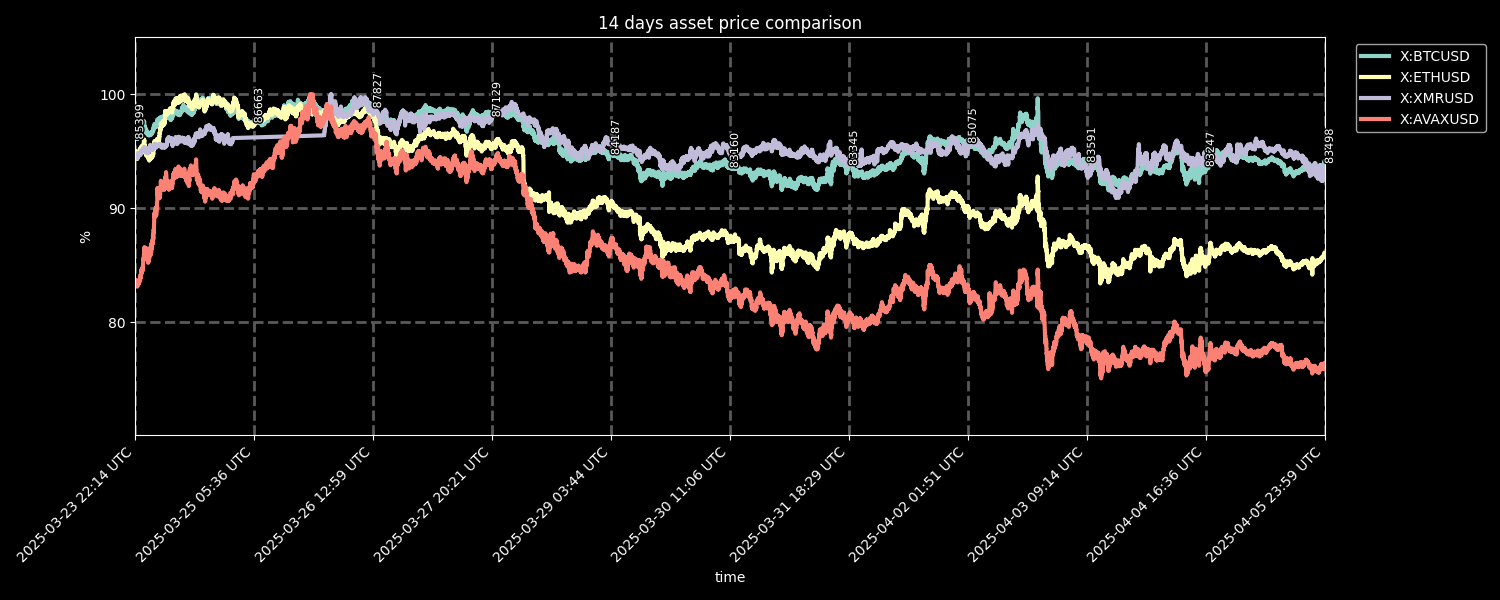 14 days asset price comparison
X:BTCUSD
X:ETHUSD
X:XMRUSD
X:AVAXUSD
100
90
80
%
85399
86663
87827
87129
84187
83160
83345
85075
83591
83247
83498
2025-03-23 22:14 UTC
2025-03-25 05:36 UTC
2025-03-26 12:59 UTC
2025-03-27 20:21 UTC
2025-03-29 03:44 UTC
2025-03-30 11:06 UTC
2025-03-31 18:29 UTC
2025-04-02 01:51 UTC
2025-04-03 09:14 UTC
2025-04-04 16:36 UTC
2025-04-05 23:59 UTC
time